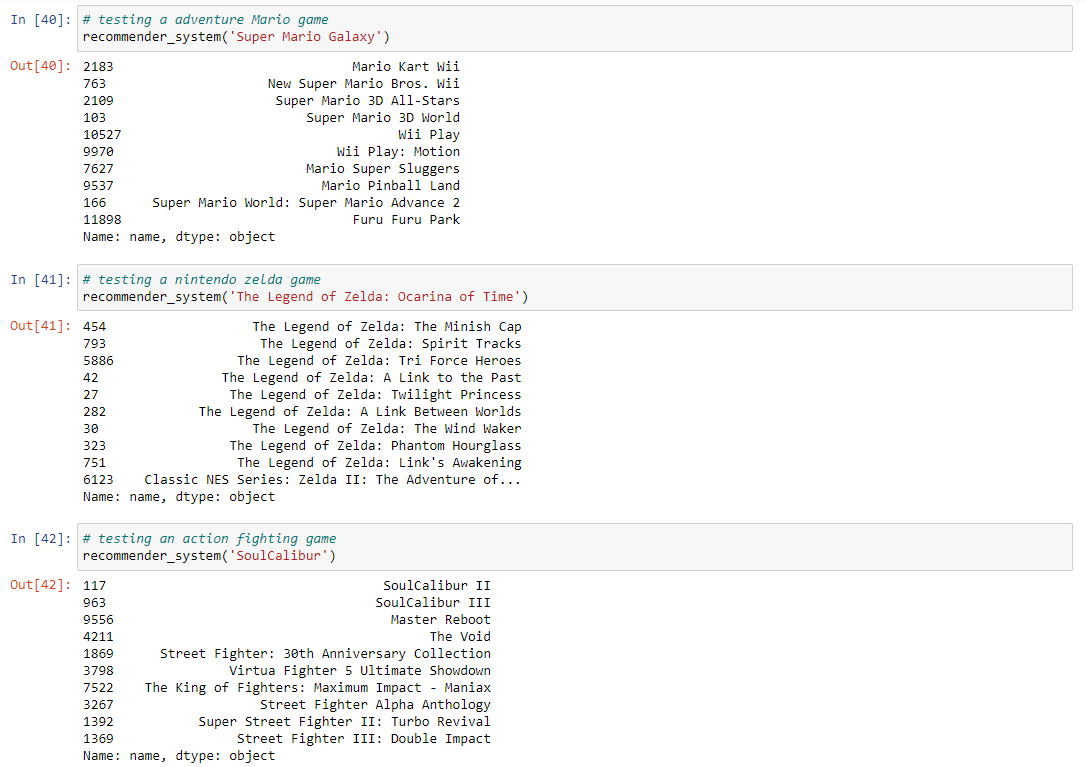 In [40]: # testing a adventure Mario game
recommender_system('Super Mario Galaxy')
Out[40]: 2183 Mario Kart Wii
763 New Super Mario Bros. Wii
2109 Super Mario 3D All-Stars
103 Super Mario 3D World
10527 Wii Play
9970 Wii Play: Motion
7627 Mario Super Sluggers
9537 Mario Pinball Land
166 Super Mario World: Super Mario Advance 2
11898 Furu Furu Park
Name: name, dtype: object
In [41]: # testing a nintendo zelda game
recommender_system('The Legend of Zelda: Ocarina of Time')
Out[41]: 454 The Legend of Zelda: The Minish Cap
793 The Legend of Zelda: Spirit Tracks
5886 The Legend of Zelda: Tri Force Heroes
42 The Legend of Zelda: A Link to the Past
27 The Legend of Zelda: Twilight Princess
282 The Legend of Zelda: A Link Between Worlds
30 The Legend of Zelda: The Wind Waker
323 The Legend of Zelda: Phantom Hourglass
751 The Legend of Zelda: Link's Awakening
6123 Classic NES Series: Zelda II: The Adventure of...
Name: name, dtype: object
In [42]: # testing an action fighting game
recommender_system('SoulCalibur')
Out[42]: 117 SoulCalibur II
963 SoulCalibur III
9556 Master Reboot
4211 The Void
1869 Street Fighter: 30th Anniversary Collection
3798 Virtua Fighter 5 Ultimate Showdown
7522 The King of Fighters: Maximum Impact - Maniax
3267 Street Fighter Alpha Anthology
1392 Super Street Fighter II: Turbo Revival
1369 Street Fighter III: Double Impact
Name: name, dtype: object